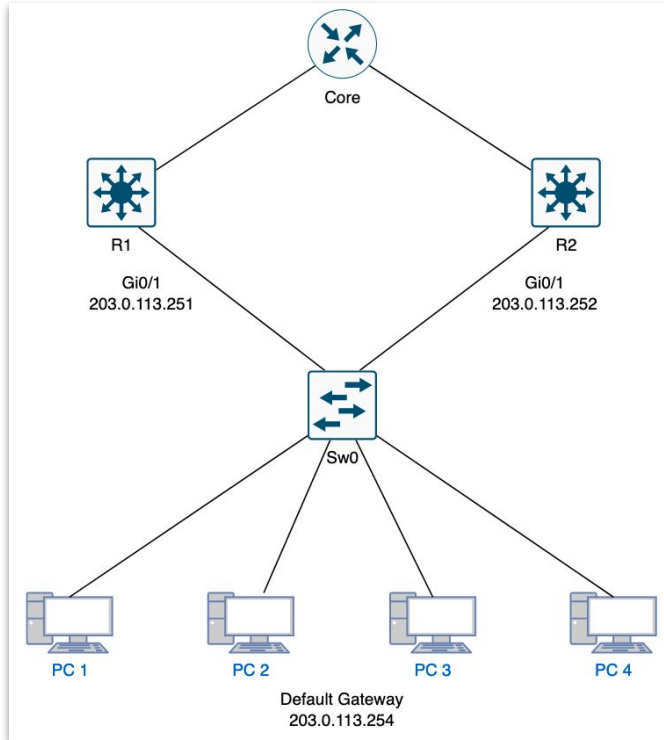 Core
R1
R2
Gi0/1
203.0.113.251
Gi0/1
203.0.113.252
Sw0
PC 1
PC 2
PC 3
PC 4
Default Gateway
203.0.113.254